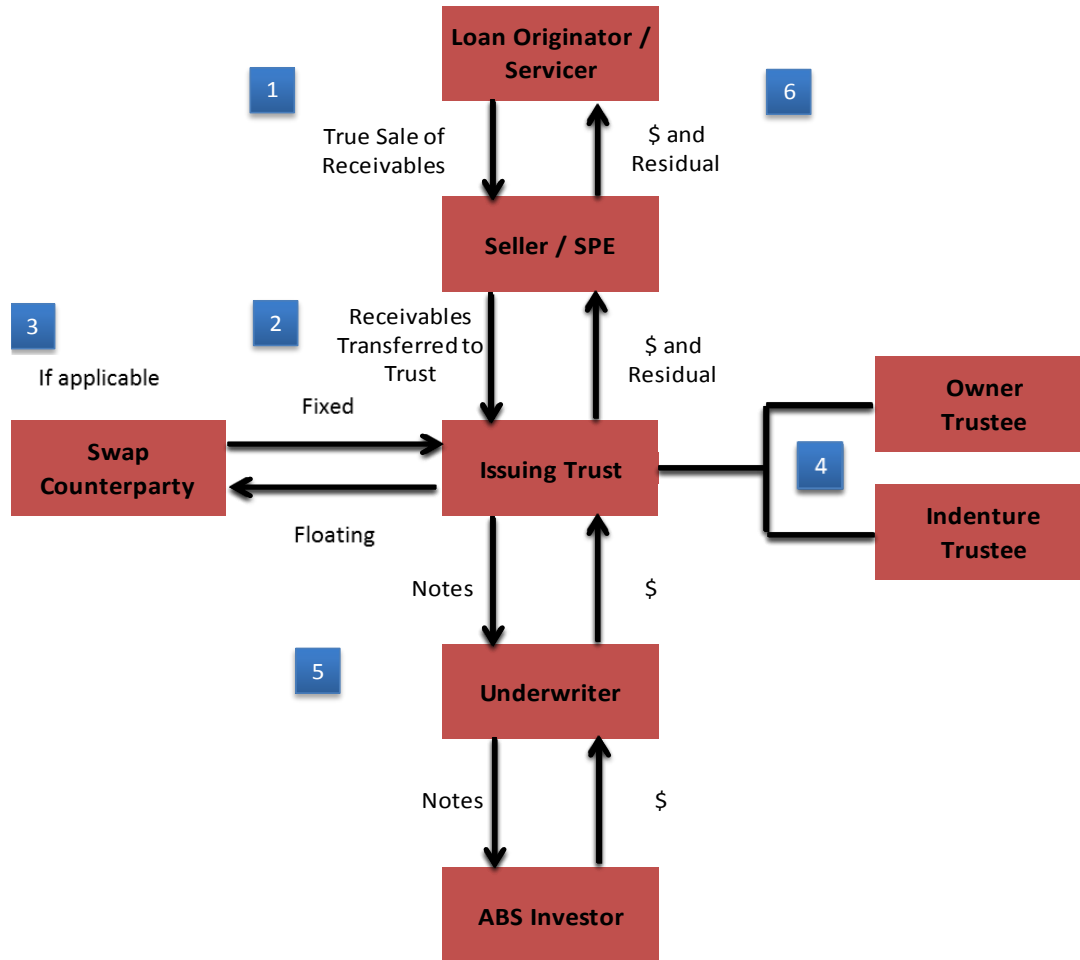 Loan Originator /
Servicer
1
6
True Sale of
Receivables
$ and
Residual
Seller / SPE
3
2
Receivables
Transferred to
Trust
$ and
Residual
If applicable
Fixed
Owner
Trustee
Swap
Counterparty
Issuing Trust
4
Floating
Indenture
Trustee
Notes
$
5
Underwriter
Notes
$
ABS Investor